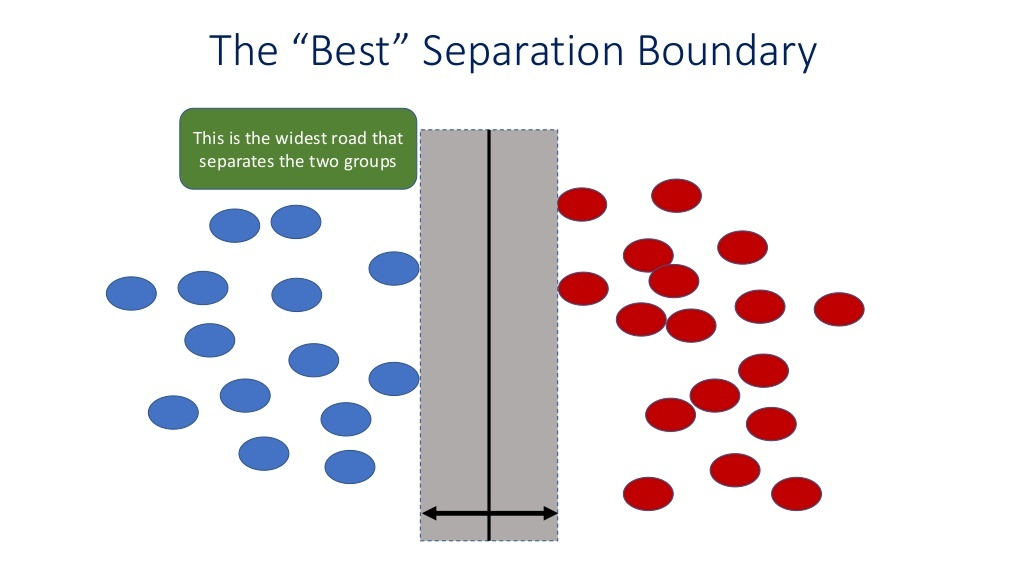 The “Best” Separation Boundary
This is the widest road that
separates the two groups